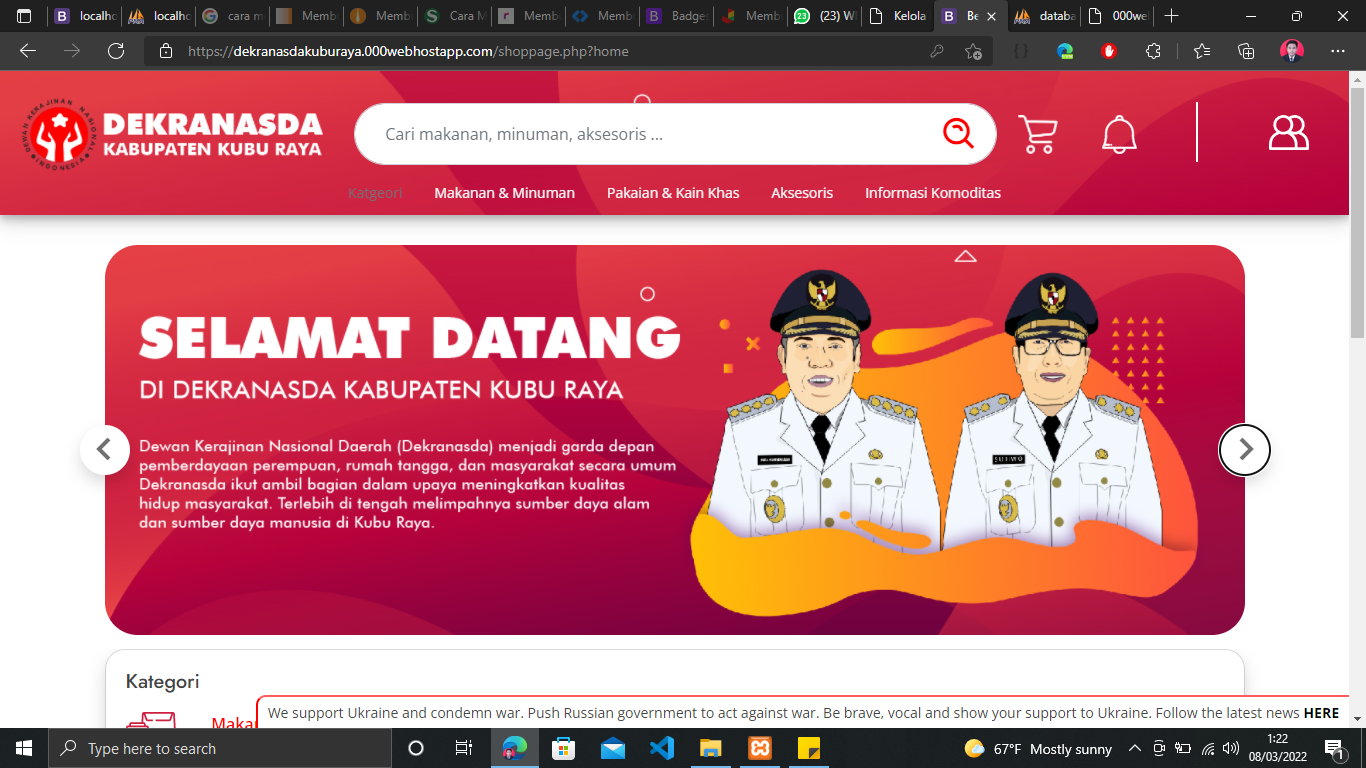 localho
localho
cara m
Memb
Memb
Cara M
Memb
Memb
Badge
Memb
(23) W
Kelola
Be
databa
000we
https://dekranasdakuburaya.000webhostapp.com/shoppage.php?home
DEWAN KERAJINAN NASIONAL
INDONESIA
DEKRANASDA
KABUPATEN KUBU RAYA
Cari makanan, minuman, aksesoris ...
Katgeori Makanan & Minuman Pakaian & Kain Khas Aksesoris Informasi Komoditas
SELAMAT DATANG
DI DEKRANASDA KABUPATEN KUBU RAYA
Dewan Kerajinan Nasional Daerah (Dekranasda) menjadi garda depan
pemberdayaan perempuan, rumah tangga, dan masyarakat secara umum
Dekranasda ikut ambil bagian dalam upaya meningkatkan kualitas
hidup masyarakat. Terlebih di tengah melimpahnya sumber daya alam
dan sumber daya manusia di Kubu Raya.
SUJIWO
Kategori
Makan
We support Ukraine and condemn war. Push Russian government to act against war. Be brave, vocal and show your support to Ukraine. Follow the latest news HERE
Type here to search
67°F Mostly sunny
1:22
08/03/2022
1